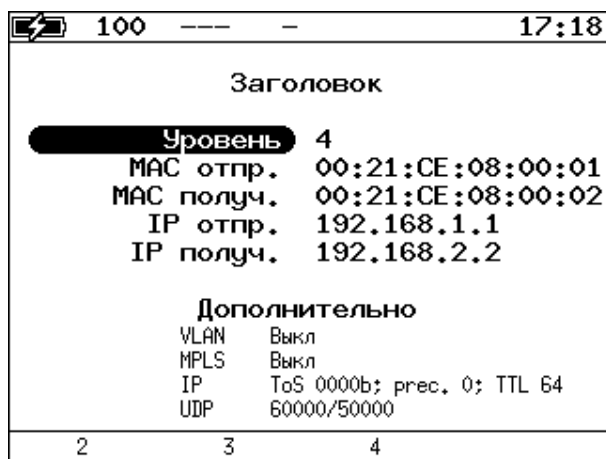 100 --- - 17:18
Заголовок
Уровень 4
MAC отпр. 00:21:CE:08:00:01
MAC получ. 00:21:CE:08:00:02
IP отпр. 192.168.1.1
IP получ. 192.168.2.2
Дополнительно
VLAN Выкл
MPLS Выкл
IP ToS 0000b; prec. 0; TTL 64
UDP 60000/50000
2 3 4